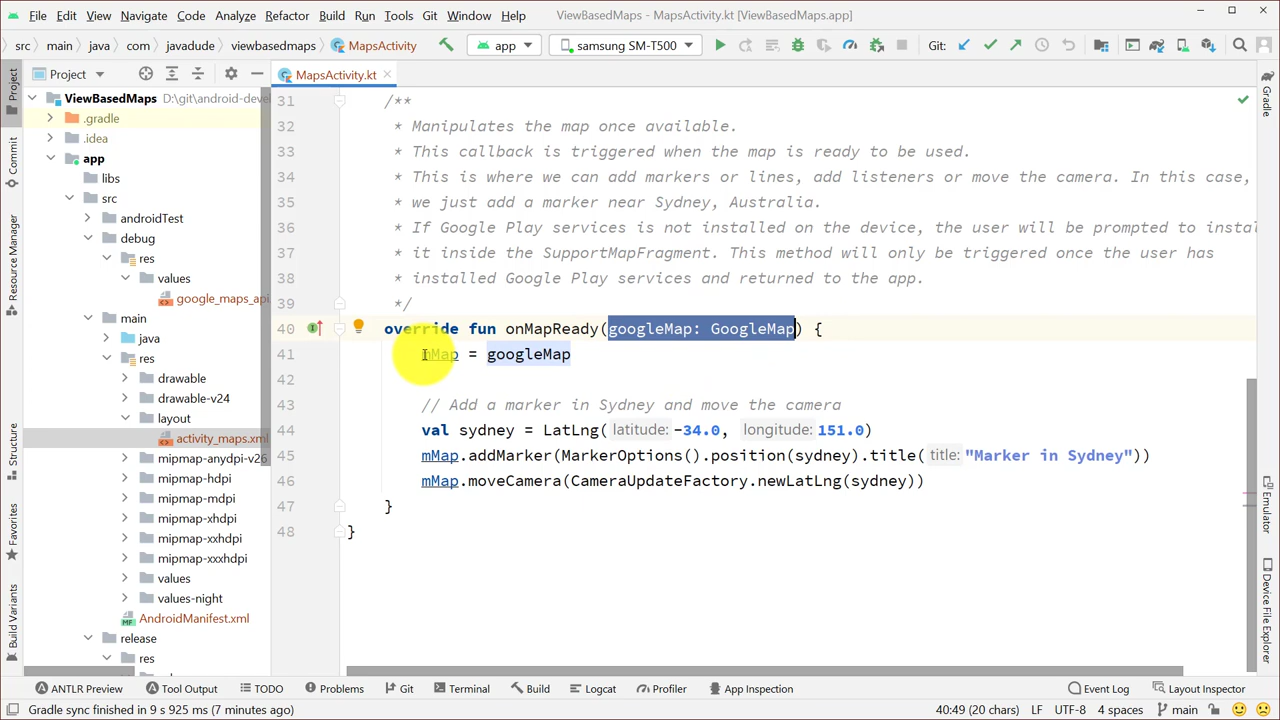 File Edit View Navigate Code Analyze Refactor Build Run Tools Git Window Help ViewBasedMaps - MapsActivity.kt [ViewBasedMaps.app]
src main java com javadude viewbasedmaps MapsActivity app samsung SM-T500 Git:
Project MapsActivity.kt
ViewBasedMaps D:\git\android-deve
.gradle
.idea
app
libs
src
androidTest
debug
res
values
google_maps_api
main
java
res
drawable
drawable-v24
layout
activity_maps.xml
mipmap-anydpi-v26
mipmap-hdpi
mipmap-mdpi
mipmap-xhdpi
mipmap-xxhdpi
mipmap-xxxhdpi
values
values-night
AndroidManifest.xml
release
res
Project
Commit
Resource Manager
Structure
Favorites
Build Variants
31 /**
32 * Manipulates the map once available.
33 * This callback is triggered when the map is ready to be used.
34 * This is where we can add markers or lines, add listeners or move the camera. In this case,
35 * we just add a marker near Sydney, Australia.
36 * If Google Play services is not installed on the device, the user will be prompted to instal
37 * it inside the SupportMapFragment. This method will only be triggered once the user has
38 * installed Google Play services and returned to the app.
39 */
40 override fun onMapReady(googleMap: GoogleMap) {
41 mMap = googleMap
42
43 // Add a marker in Sydney and move the camera
44 val sydney = LatLng( latitude: -34.0, longitude: 151.0)
45 mMap.addMarker(MarkerOptions().position(sydney).title( title: "Marker in Sydney"))
46 mMap.moveCamera(CameraUpdateFactory.newLatLng(sydney))
47 }
48 }
Gradle
Emulator
Device File Explorer
ANTLR Preview Tool Output TODO Problems Git Terminal Build Logcat Profiler App Inspection Event Log Layout Inspector
Gradle sync finished in 9 s 925 ms (7 minutes ago) 40:49 (20 chars) LF UTF-8 4 spaces main